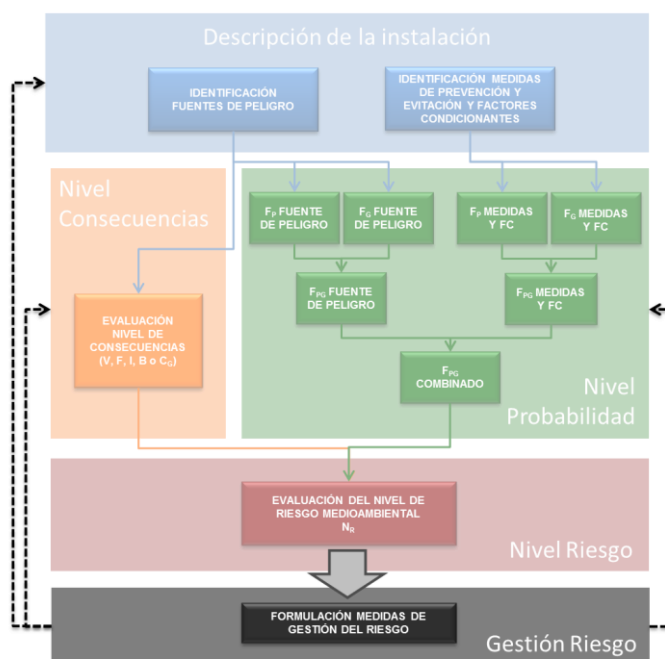 Descripción de la instalación
IDENTIFICACIÓN
FUENTES DE PELIGRO
IDENTIFICACIÓN MEDIDAS
DE PREVENCIÓN Y
EVITACIÓN Y FACTORES
CONDICIONANTES
Nivel
Consecuencias
EVALUACIÓN
NIVEL DE
CONSECUENCIAS
(V, F, I, B o CG)
FP FUENTE
DE PELIGRO
FG FUENTE
DE PELIGRO
FP MEDIDAS
Y FC
FG MEDIDAS
Y FC
FPG FUENTE
DE PELIGRO
FPG MEDIDAS
Y FC
FPG
COMBINADO
Nivel
Probabilidad
EVALUACIÓN DEL NIVEL DE
RIESGO MEDIOAMBIENTAL
NR
Nivel Riesgo
FORMULACIÓN MEDIDAS DE
GESTIÓN DEL RIESGO
Gestión Riesgo